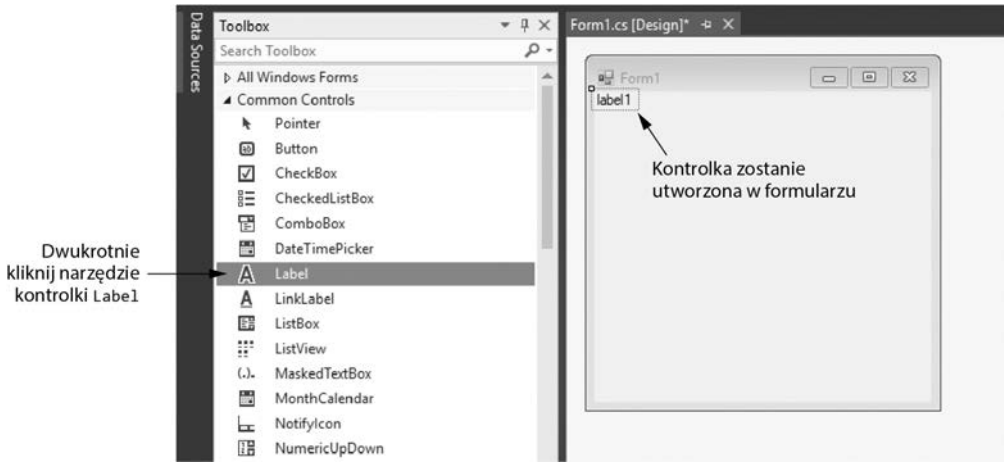 Data Sources
Toolbox
Search Toolbox
All Windows Forms
Common Controls
Pointer
Button
CheckBox
CheckedListBox
ComboBox
DateTimePicker
Label
LinkLabel
ListBox
ListView
MaskedTextBox
MonthCalendar
NotifyIcon
NumericUpDown
Dwukrotnie
kliknij narzędzie
kontrolki Label
Form1.cs [Design]*
Form1
label1
Kontrolka zostanie
utworzona w formularzu